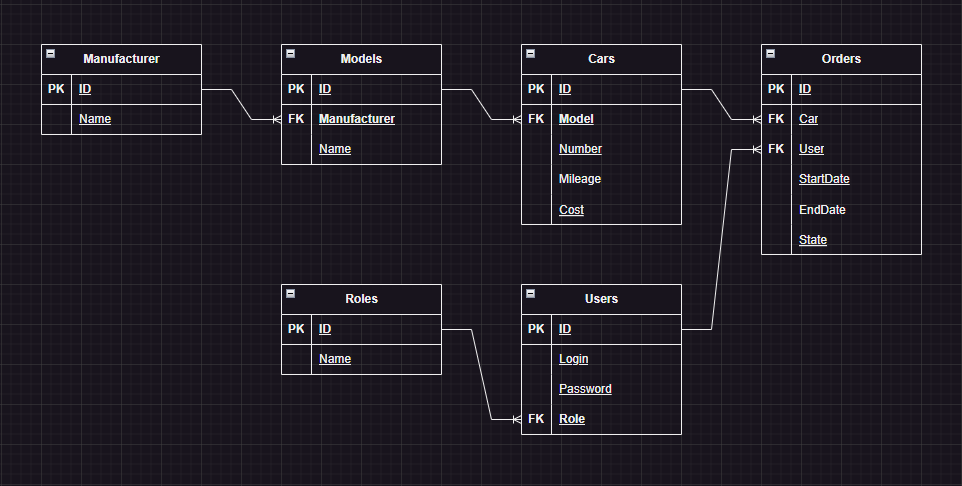 Manufacturer
PK ID
Name
Models
PK ID
FK Manufacturer
Name
Cars
PK ID
FK Model
Number
Mileage
Cost
Orders
PK ID
FK Car
FK User
StartDate
EndDate
State
Roles
PK ID
Name
Users
PK ID
Login
Password
FK Role